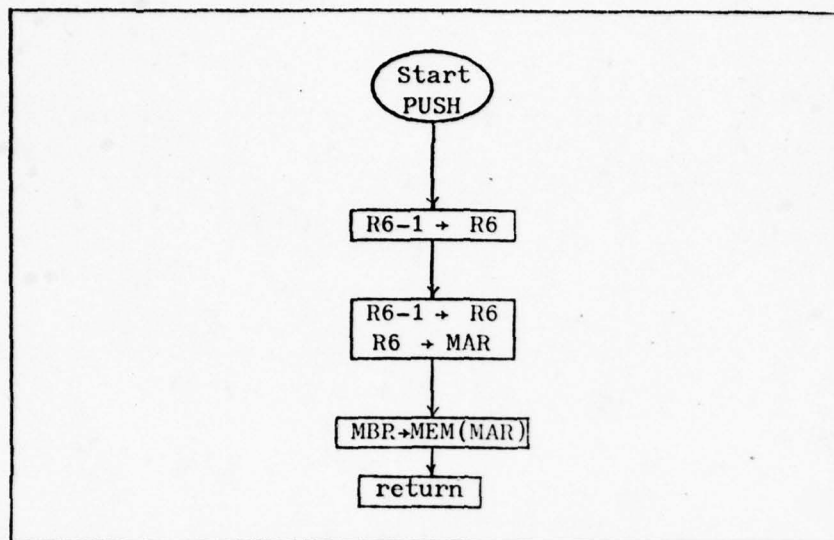 Start
PUSH
R6-1 → R6
R6-1 → R6
R6 → MAR
MBR→MEM(MAR)
return